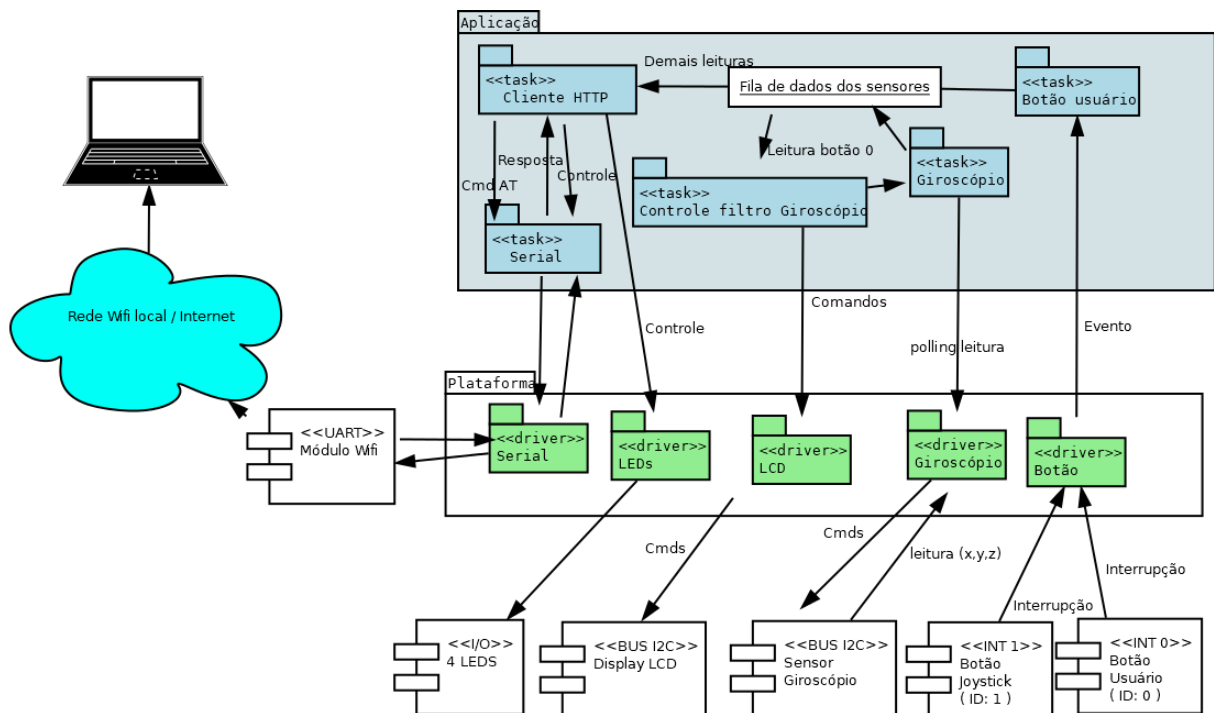 Aplicação
Demais leituras
<<task>>
Cliente HTTP
Fila de dados dos sensores
<<task>>
Botão usuário
Leitura botão 0
<<task>>
Giroscópio
Resposta
Controle
Cmd AT
<<task>>
Controle filtro Giroscópio
<<task>>
Serial
Rede Wifi local / Internet
Comandos
Controle
Evento
polling leitura
Plataforma
<<UART>>
Módulo Wifi
<<driver>>
Serial
<<driver>>
LEDs
<<driver>>
LCD
<<driver>>
Giroscópio
<<driver>>
Botão
Cmds
Cmds
leitura (x,y,z)
Interrupção
Interrupção
<<I/O>>
4 LEDS
<<BUS I2C>>
Display LCD
<<BUS I2C>>
Sensor
Giroscópio
<<INT 1>>
Botão
Joystick
( ID: 1 )
<<INT 0>>
Botão
Usuário
( ID: 0 )